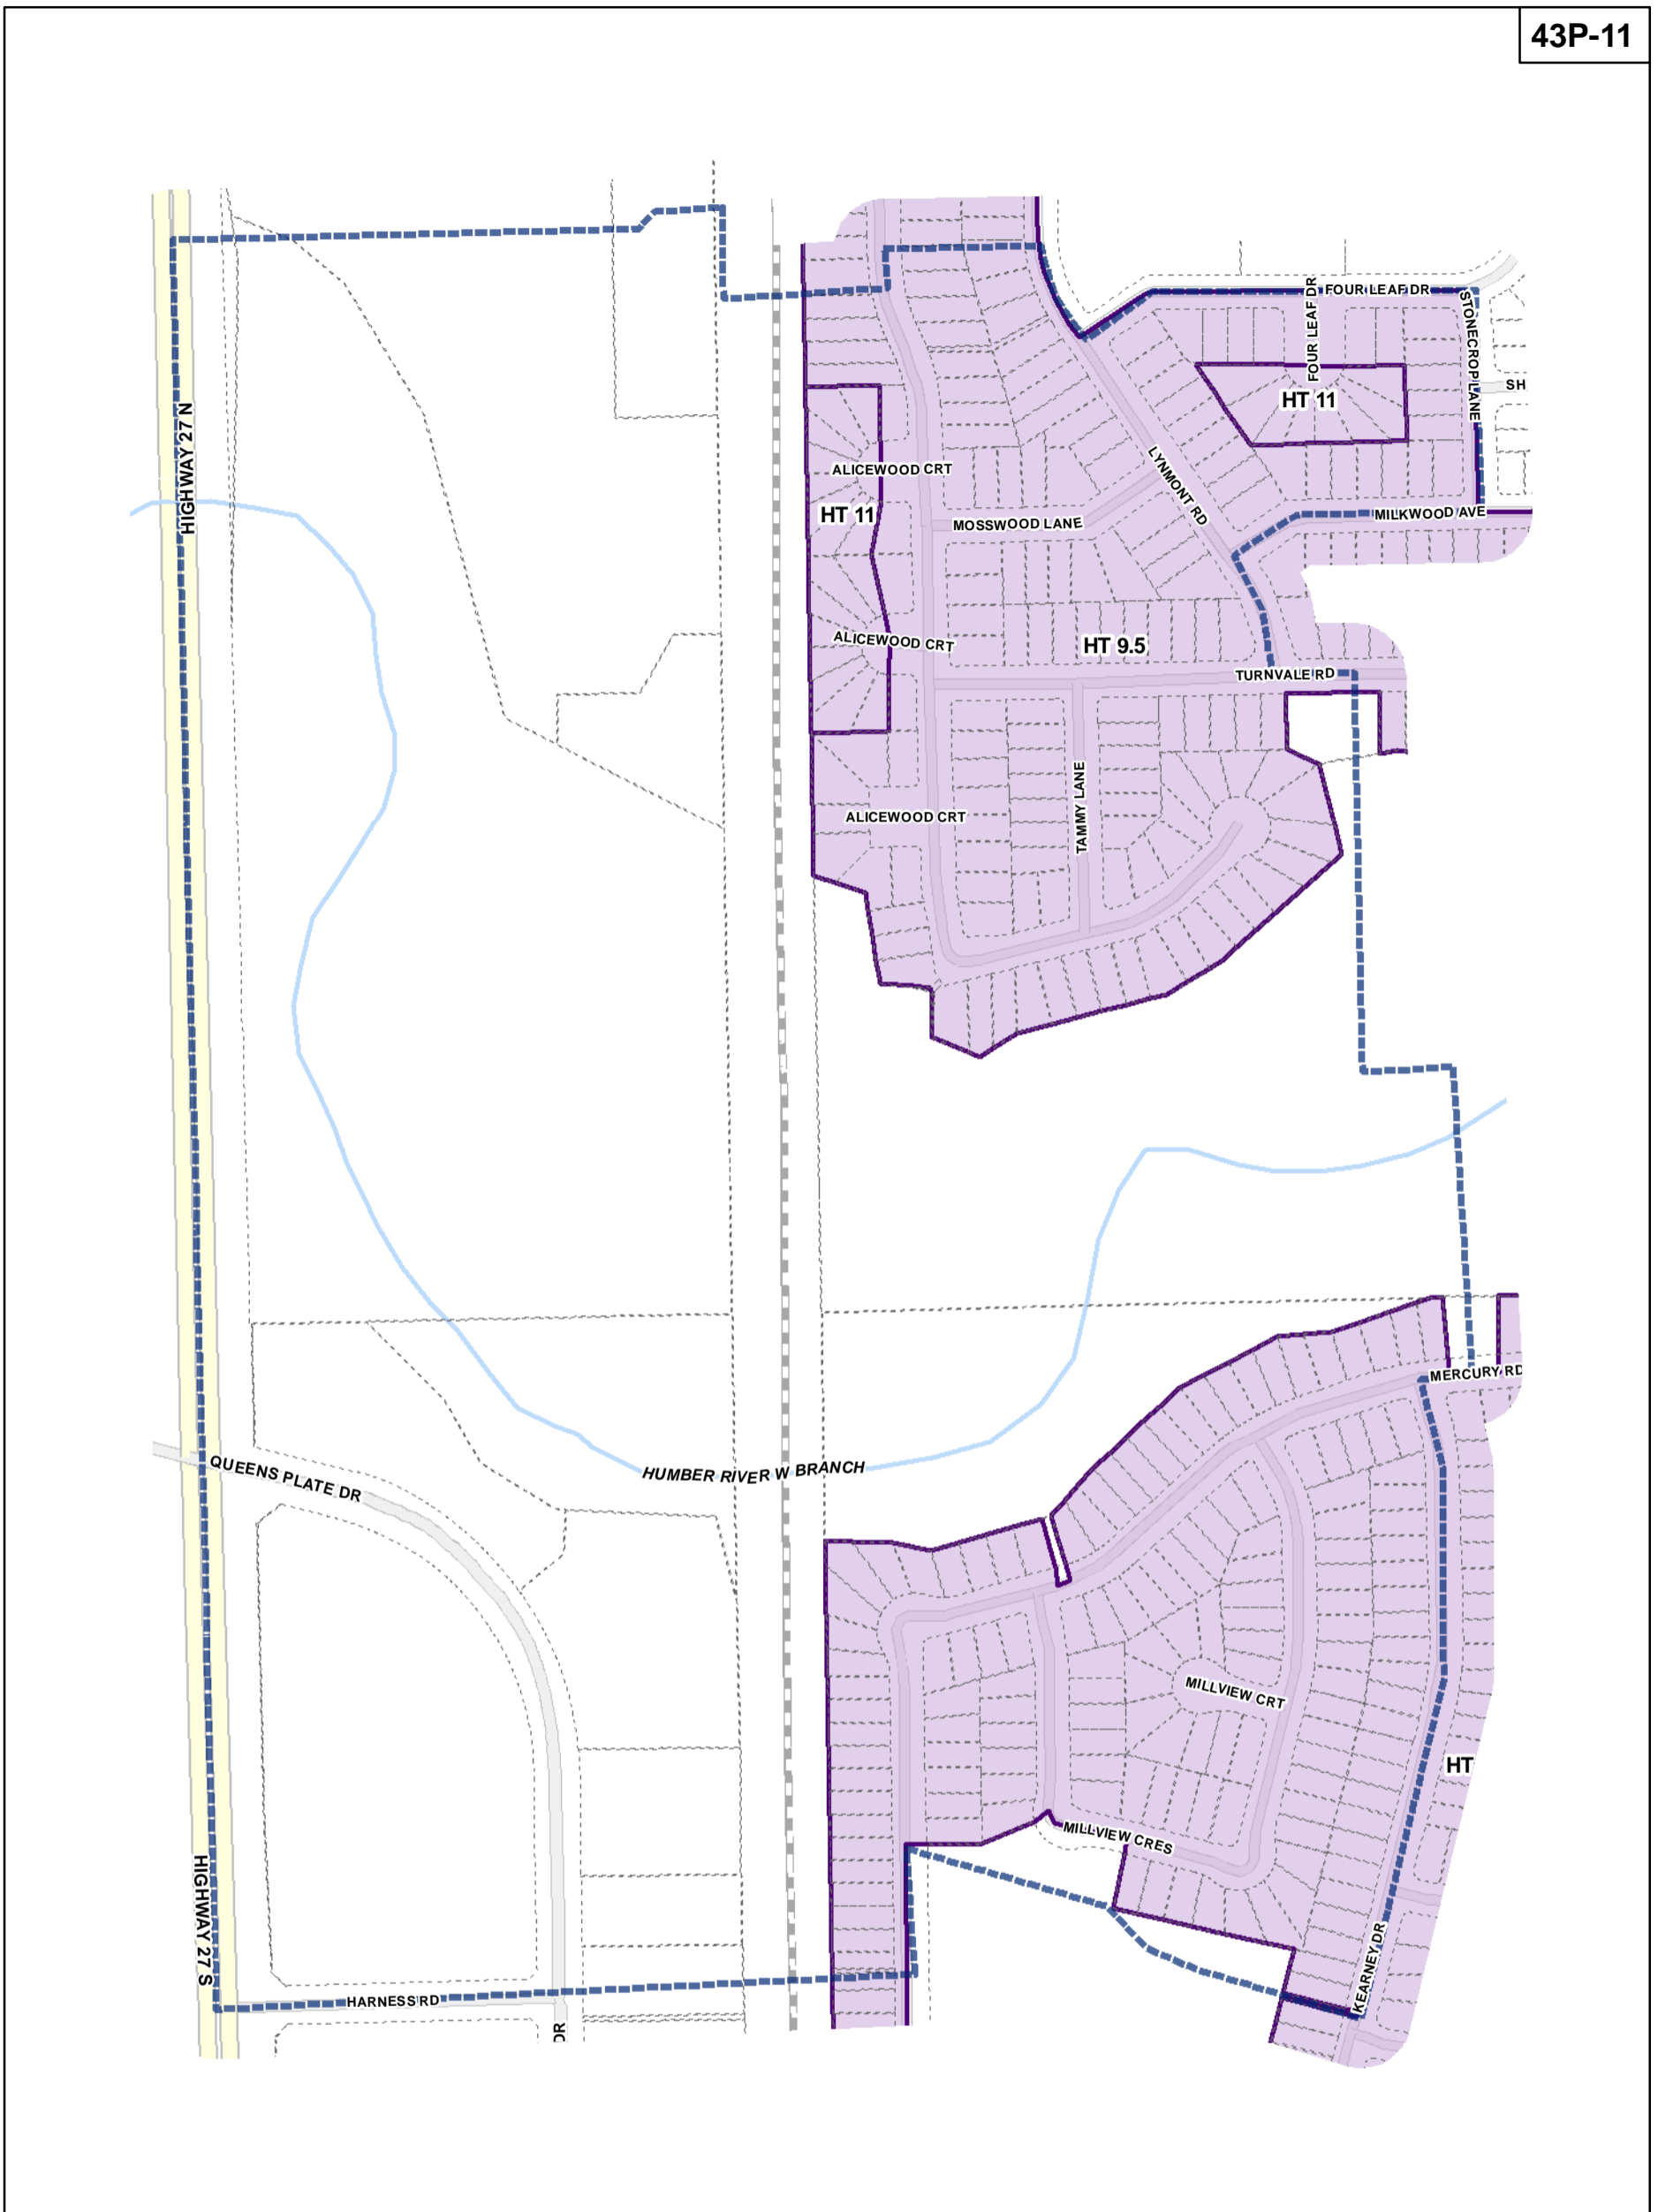 43P-11
FOUR LEAF DR
FOUR LEAF DR
STONECROP LANE
SH
HT 11
HIGHWAY 27 N
ALICEWOOD CRT
LYNMONT RD
HT 11
MOSSWOOD LANE
MILKWOOD AVE
ALICEWOOD CRT
HT 9.5
TURNVALE RD
TAMMY LANE
ALICEWOOD CRT
MERCURY RD
QUEENS PLATE DR
HUMBER RIVER W BRANCH
MILLVIEW CRT
HT
MILLVIEW CRES
HIGHWAY 27 S
KEARNEY DR
HARNESS RD
DR